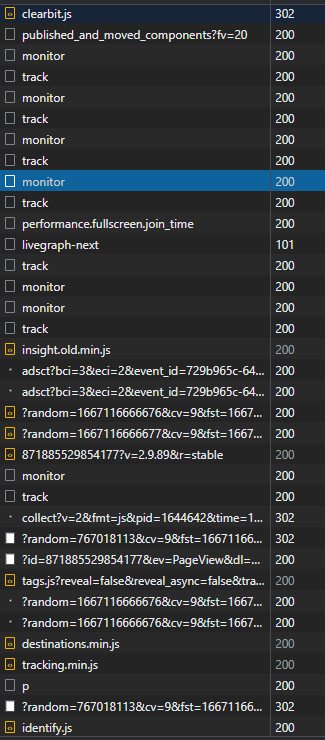 clearbit.js 302
published_and_moved_components?fv=20 200
monitor 200
track 200
monitor 200
track 200
monitor 200
track 200
monitor 200
track 200
performance.fullscreen.join_time 200
livegraph-next 101
track 200
monitor 200
monitor 200
track 200
insight.old.min.js 200
adsct?bci=3&eci=2&event_id=729b965c-64... 200
adsct?bci=3&eci=2&event_id=729b965c-64... 200
?random=1667116666676&cv=9&fst=1667... 200
?random=1667116666677&cv=9&fst=1667... 200
871885529854177?v=2.9.89&r=stable 200
monitor 200
track 200
collect?v=2&fmt=js&pid=1644642&time=1... 302
?random=767018113&cv=9&fst=16671166... 302
?id=871885529854177&ev=PageView&dl=... 200
tags.js?reveal=false&reveal_async=false&tra... 200
?random=1667116666676&cv=9&fst=1667... 200
?random=1667116666676&cv=9&fst=1667... 200
destinations.min.js 200
tracking.min.js 200
p 200
?random=767018113&cv=9&fst=16671166... 302
identify.js 200